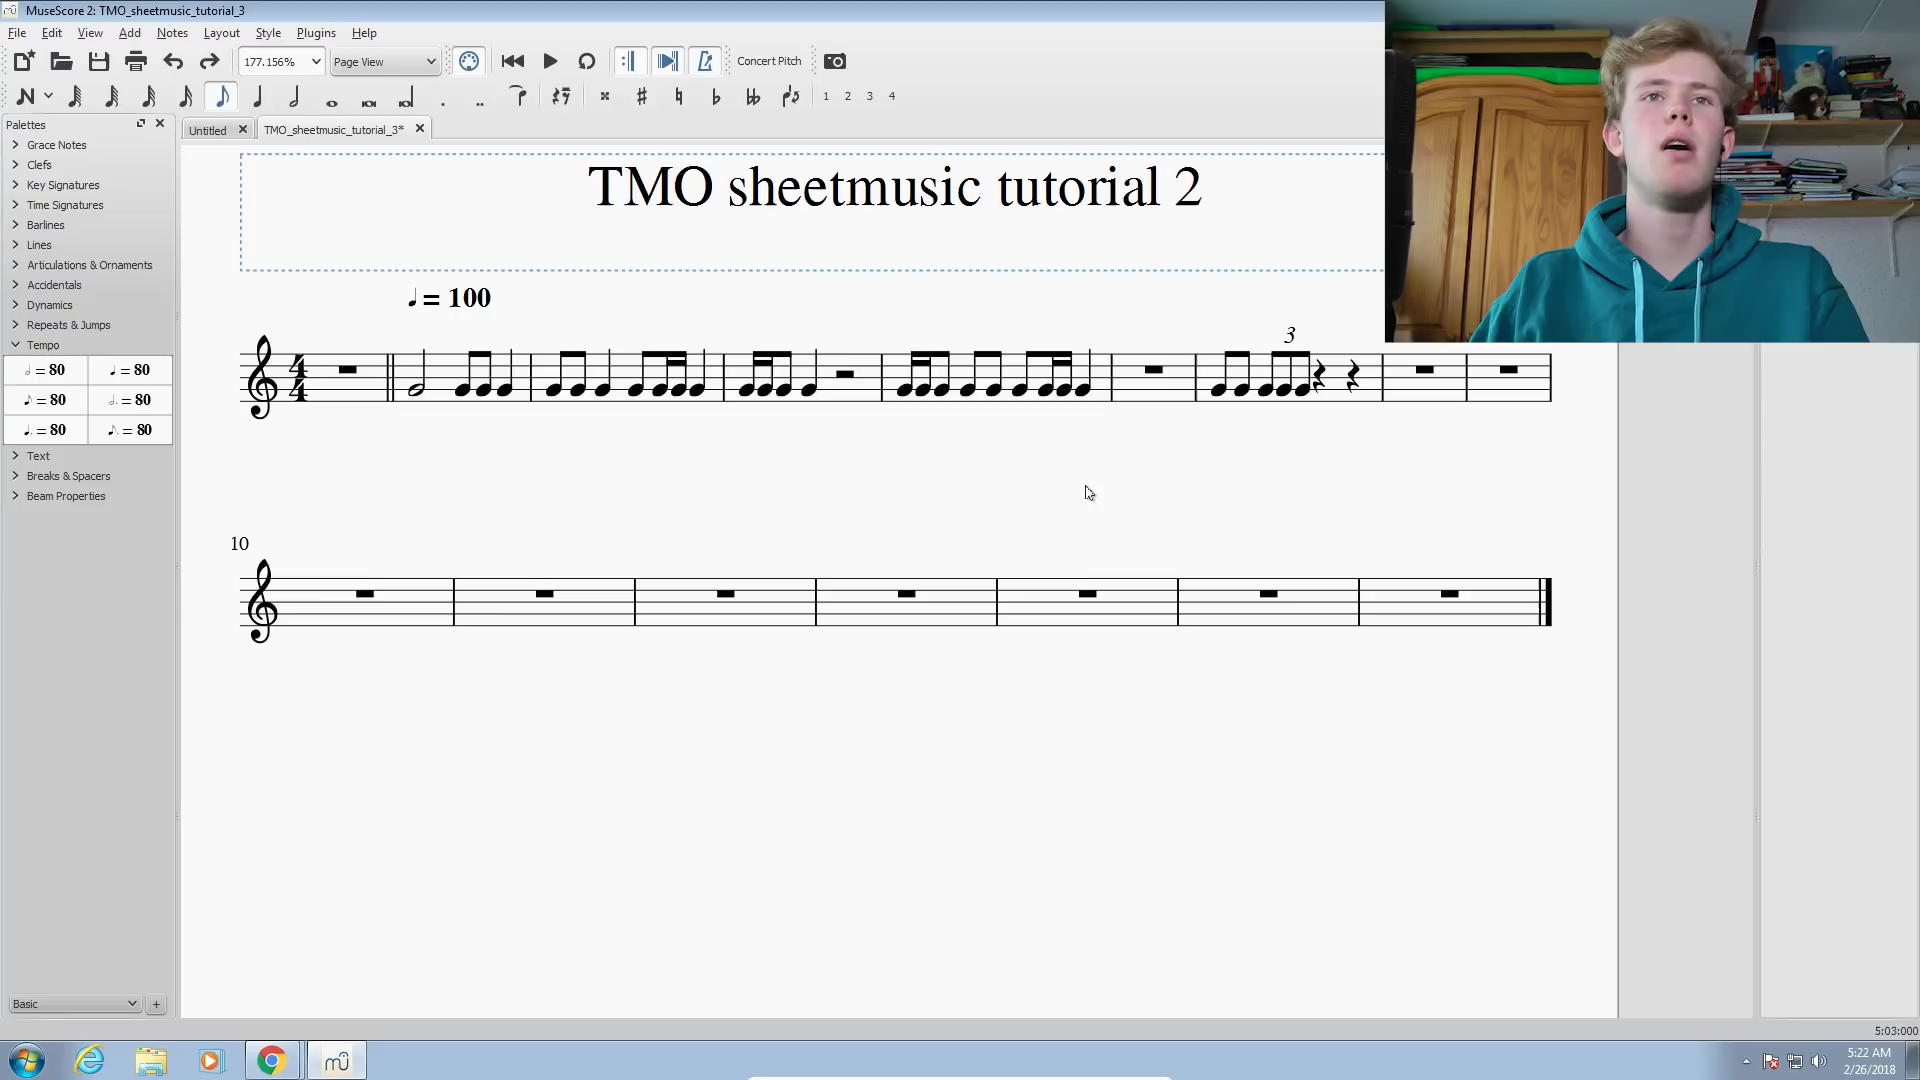 MuseScore 2: TMO_sheetmusic_tutorial_3
File Edit View Add Notes Layout Style Plugins Help
177.156% Page View Concert Pitch
1 2 3 4
Palettes
Untitled TMO_sheetmusic_tutorial_3*
Grace Notes
Clefs
Key Signatures
Time Signatures
Barlines
Lines
Articulations & Ornaments
Accidentals
Dynamics
Repeats & Jumps
Tempo
= 80 = 80
= 80 = 80
= 80 = 80
Text
Breaks & Spacers
Beam Properties
TMO sheetmusic tutorial 2
= 100
3
4
4
10
Basic
5:03:000
5:22 AM
2/26/2018